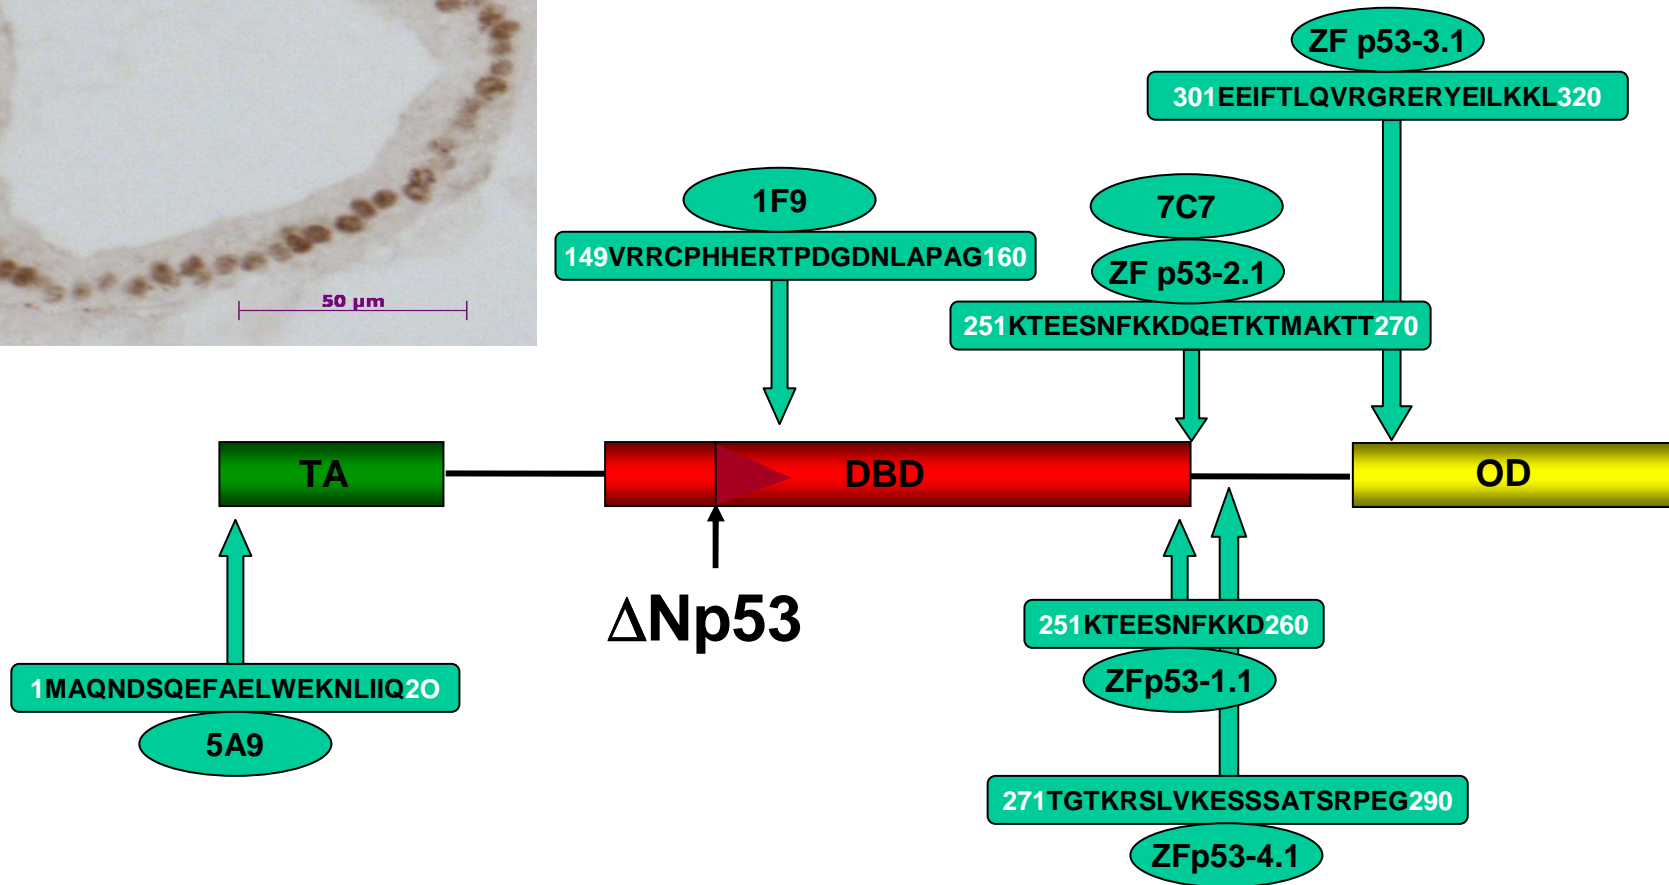 ZF p53-3.1
301EEIFTLQVRGRERYEILKKL320
1F9
149VRRCPHHERTPDGDNLAPAG160
7C7
ZF p53-2.1
251KTEESNFKKDQETKTMAKTT270
50 µm
TA
DBD
OD
ΔNp53
251KTEESNFKKD260
ZFp53-1.1
1MAQNDSQEFAELWEKNLIIQ2O
5A9
271TGTKRSLVKESSSATSRPEG290
ZFp53-4.1